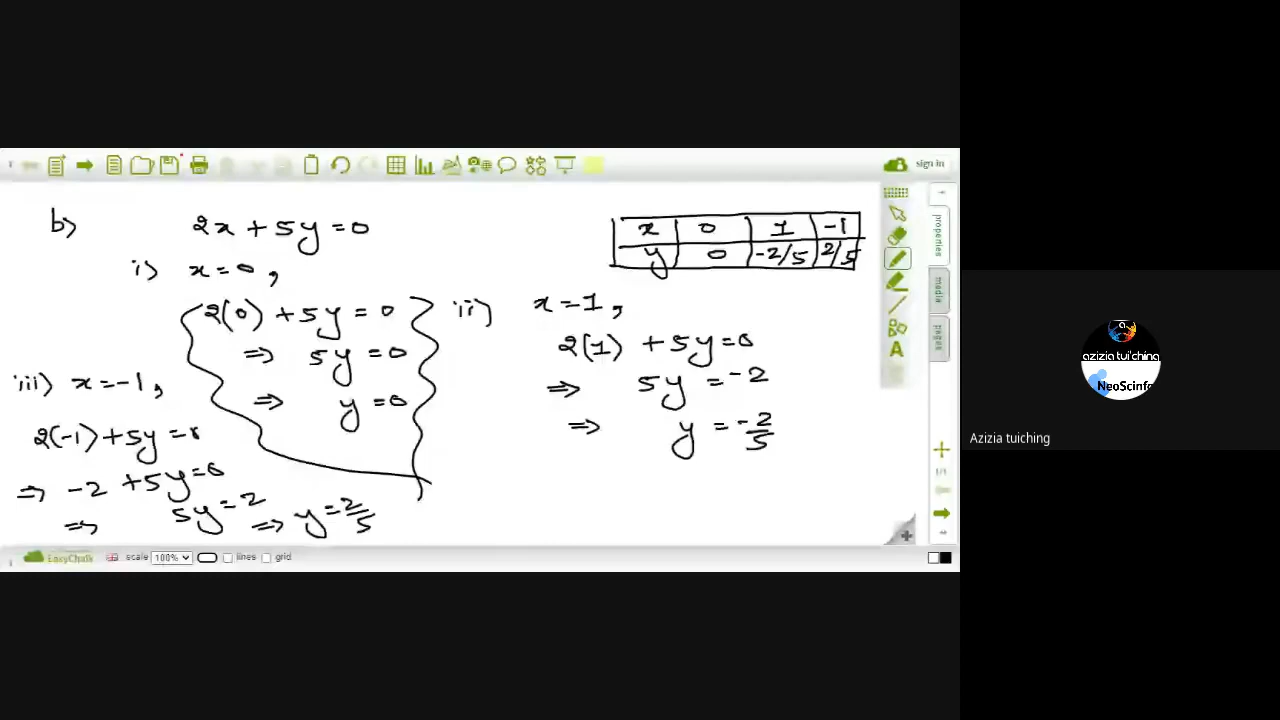 sign in
b) 2x + 5y = 0
i) x = 0,
2(0) + 5y = 0
⇒ 5y = 0
⇒ y = 0
x | 0 | 1 | -1
y | 0 | -2/5 | 2/5
ii) x = 1,
2(1) + 5y = 0
⇒ 5y = -2
⇒ y = -2/5
iii) x = -1,
2(-1) + 5y = 0
⇒ -2 + 5y = 0
⇒ 5y = 2 ⇒ y = 2/5
properties
media
pages
1/1
EasyChalk scale 100% lines grid
azizia tui'ching
NeoScinfo
Azizia tuiching